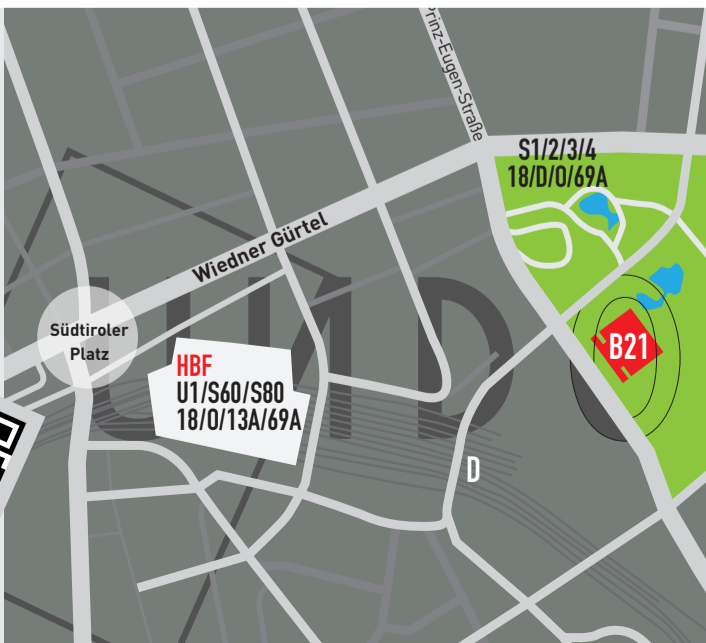 Prinz-Eugen-Straße
S1/2/3/4
18/D/O/69A
Wiedner Gürtel
Südtiroler
Platz
HBF
U1/S60/S80
18/O/13A/69A
B21
D